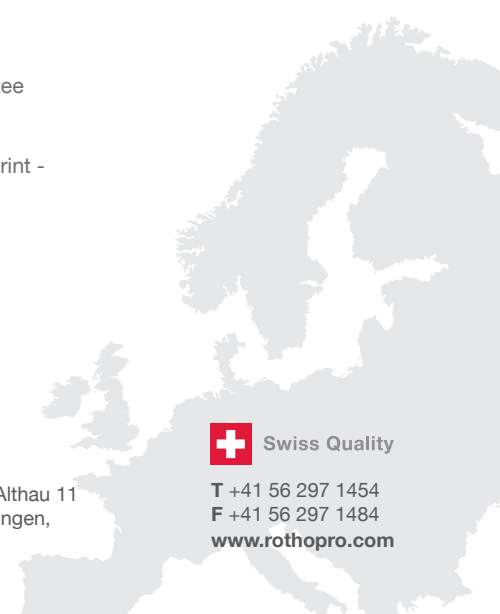 ee
rint -
Swiss Quality
Althau 11
ngen,
T +41 56 297 1454
F +41 56 297 1484
www.rothopro.com